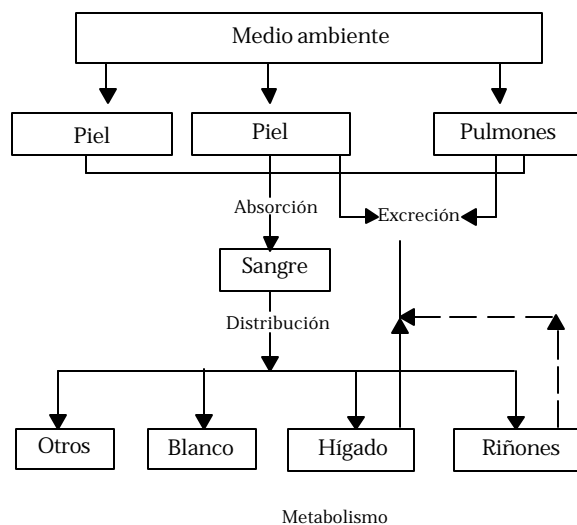 Medio ambiente
Piel
Piel
Pulmones
Absorción
Excreción
Sangre
Distribución
Otros
Blanco
Hígado
Riñones
Metabolismo